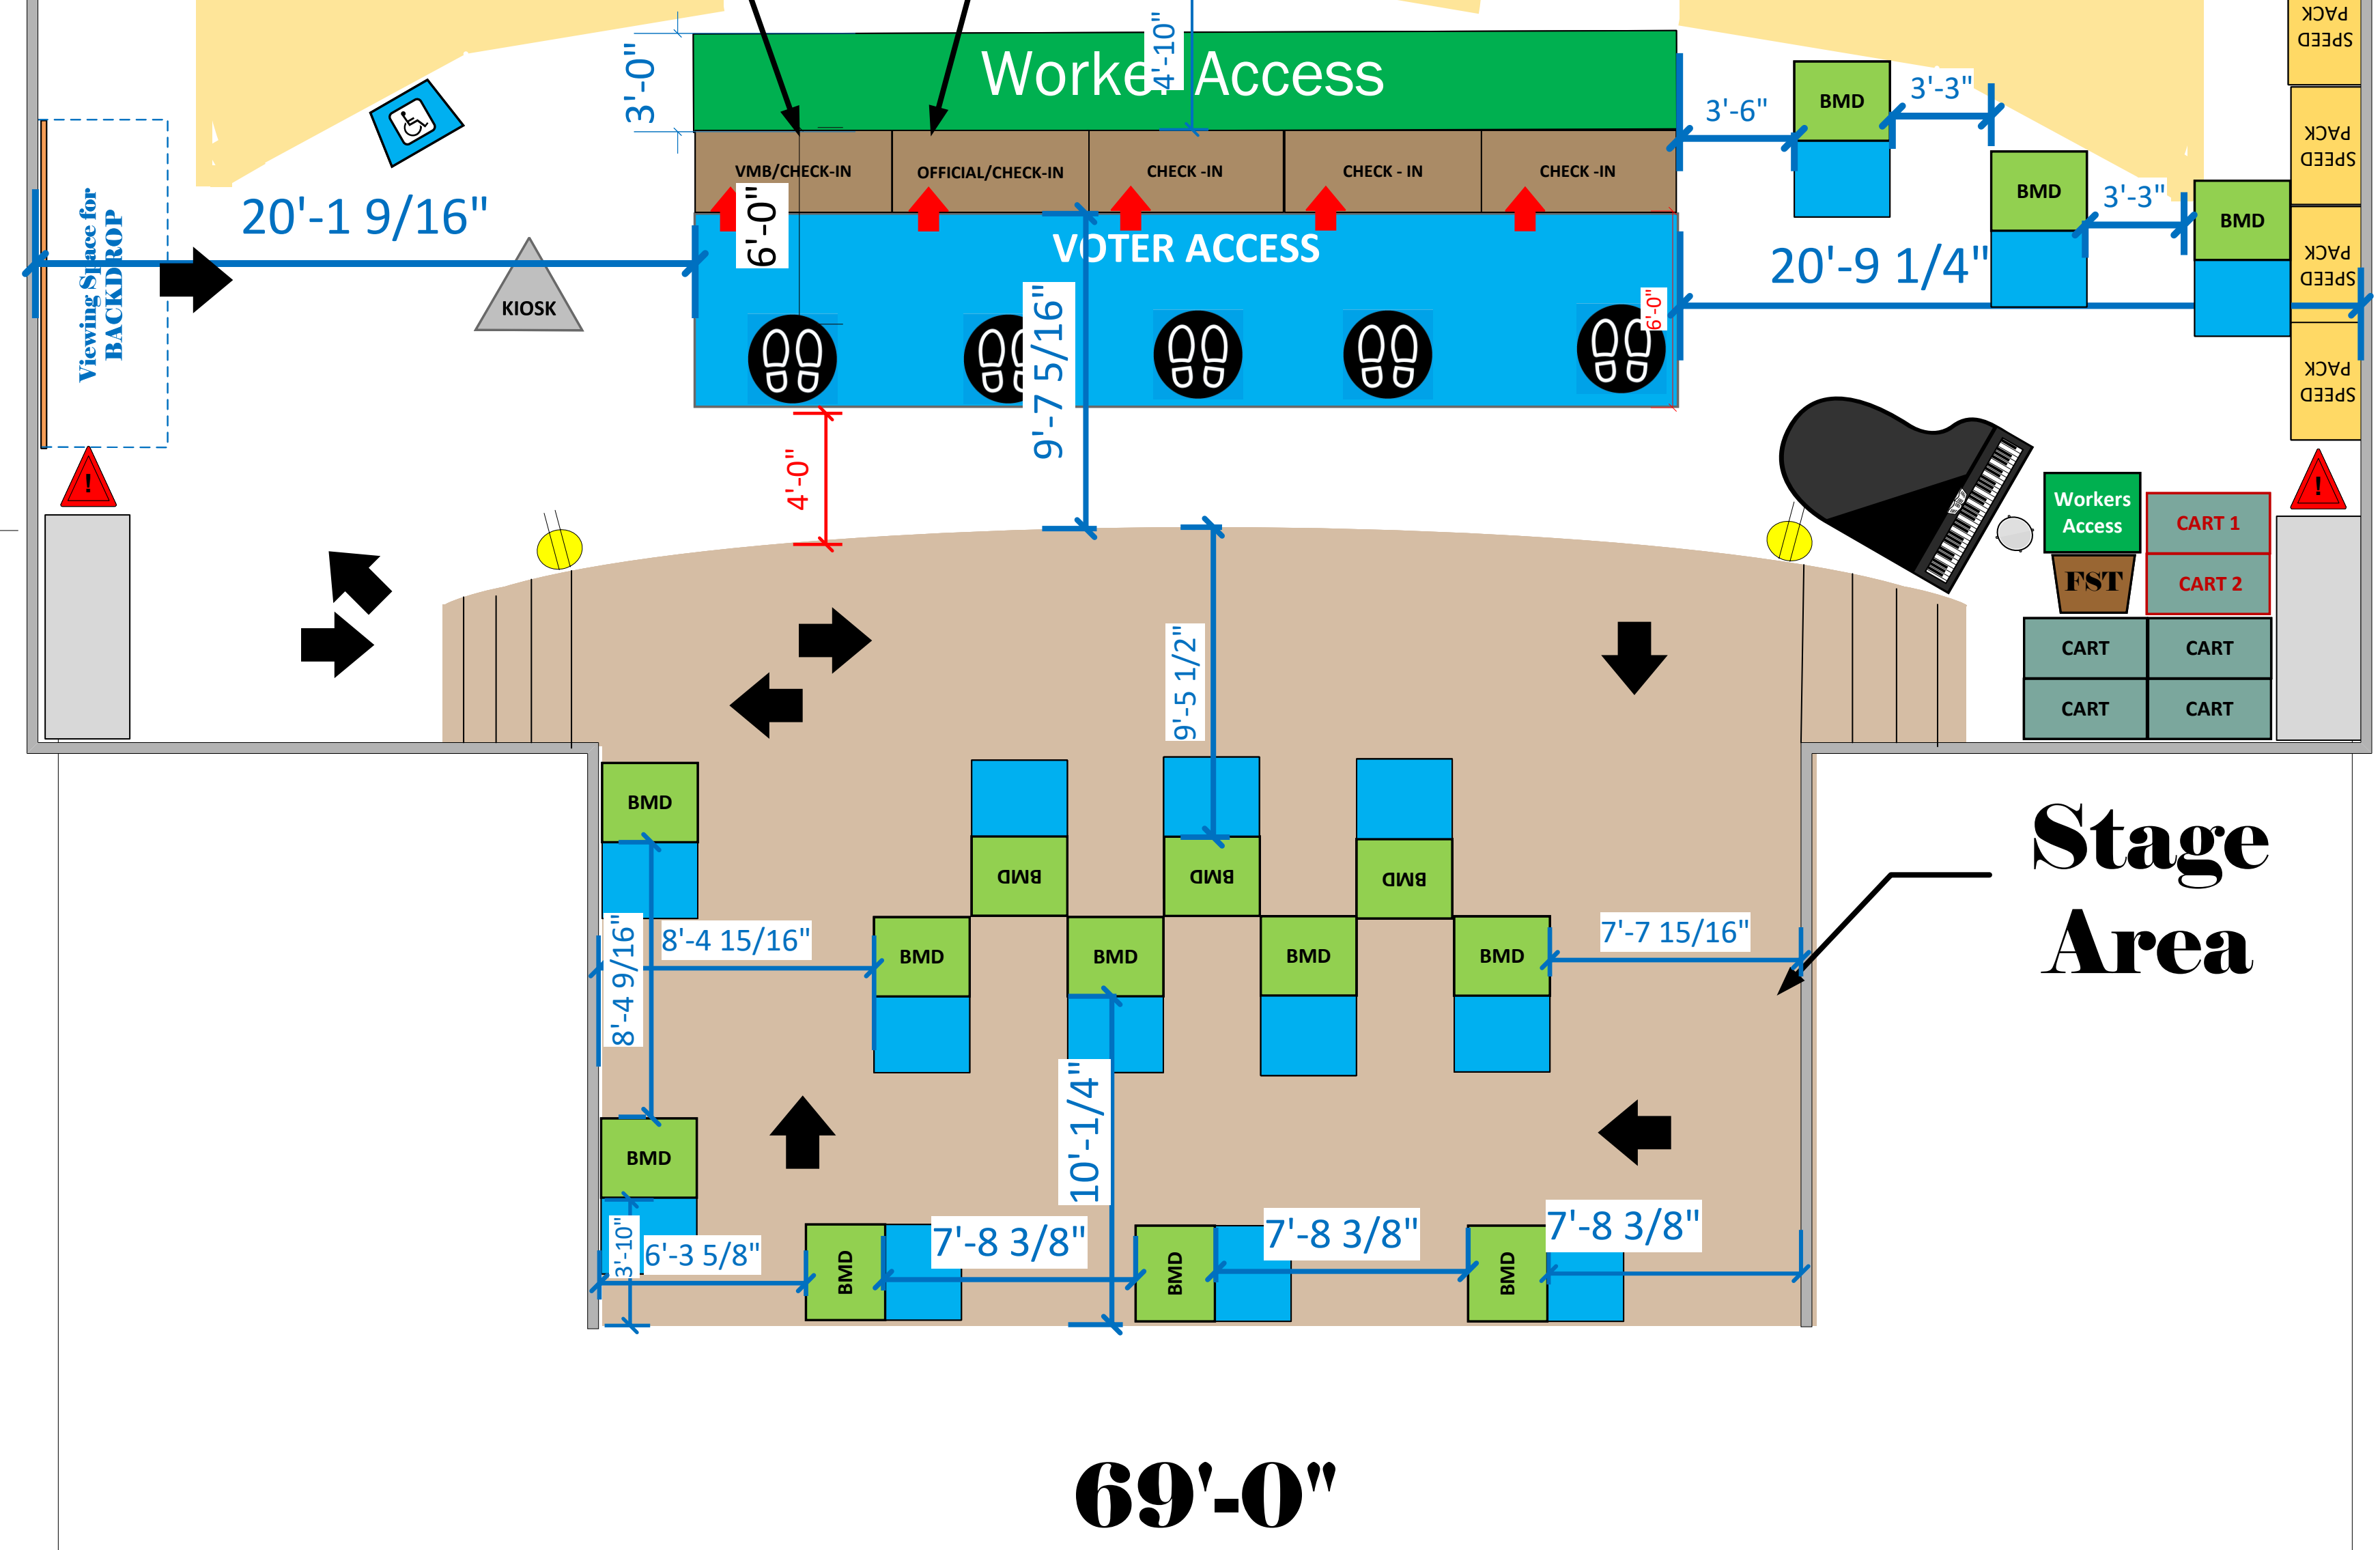 PACK
SPEED
Worker Access
4'-10"
3'-0"
3'-6"
BMD
3'-3"
PACK
SPEED
VMB/CHECK-IN
OFFICIAL/CHECK-IN
CHECK -IN
CHECK - IN
CHECK -IN
BMD
3'-3"
BMD
Viewing Space for
BACKDROP
20'-1 9/16"
6'-0"
VOTER ACCESS
20'-9 1/4"
PACK
SPEED
KIOSK
9'-7 5/16"
6'-0"
PACK
SPEED
!
4'-0"
!
Workers
Access
CART 1
FST
CART 2
9'-5 1/2"
CART
CART
CART
CART
BMD
BMD
BMD
BMD
Stage
Area
8'-4 9/16"
8'-4 15/16"
BMD
BMD
BMD
BMD
7'-7 15/16"
10'-1/4"
BMD
3'-10"
6'-3 5/8"
BMD
7'-8 3/8"
BMD
7'-8 3/8"
BMD
7'-8 3/8"
69'-0"